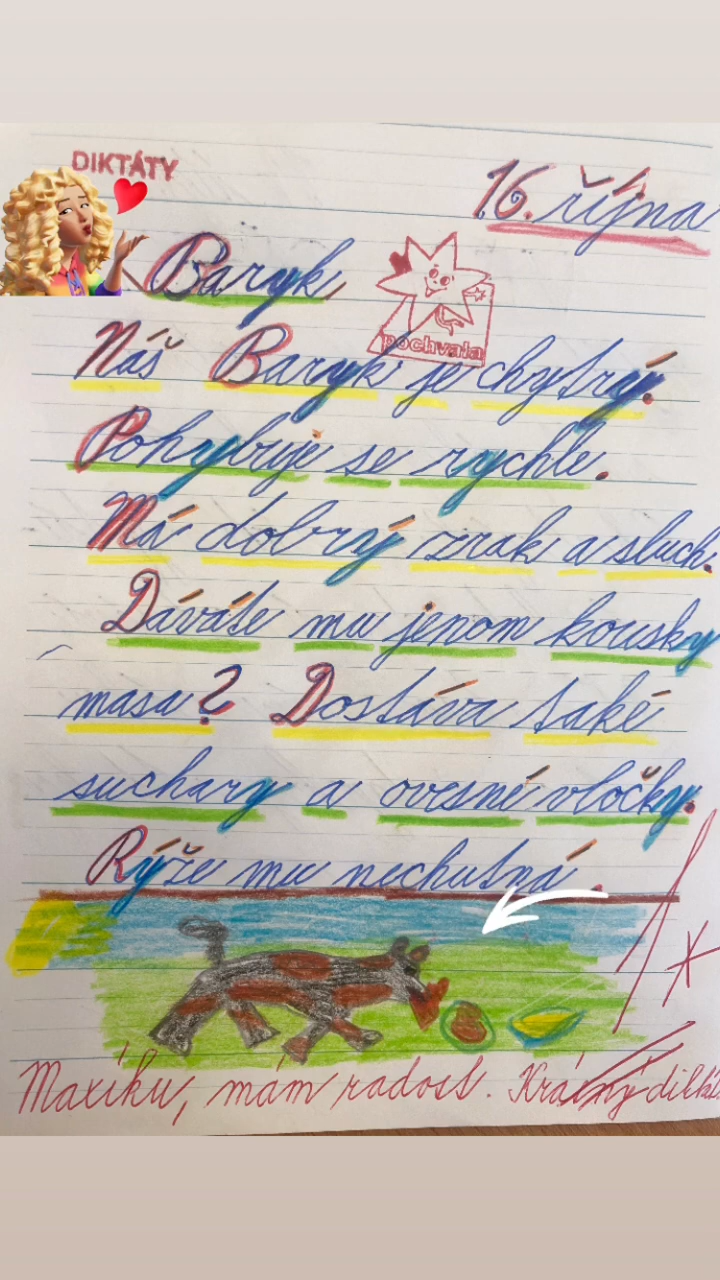 DIKTÁTY
16. října
Baryk
pochvala
Náš Baryk je chytrý.
Pohybuje se rychle.
Má dobrý zrak a sluch.
Dáváte mu jenom kousky
masa? Dostává také
suchary a ovesné vločky.
Rýže mu nechutná.
Maxíku, mám radost. Krásný dikt